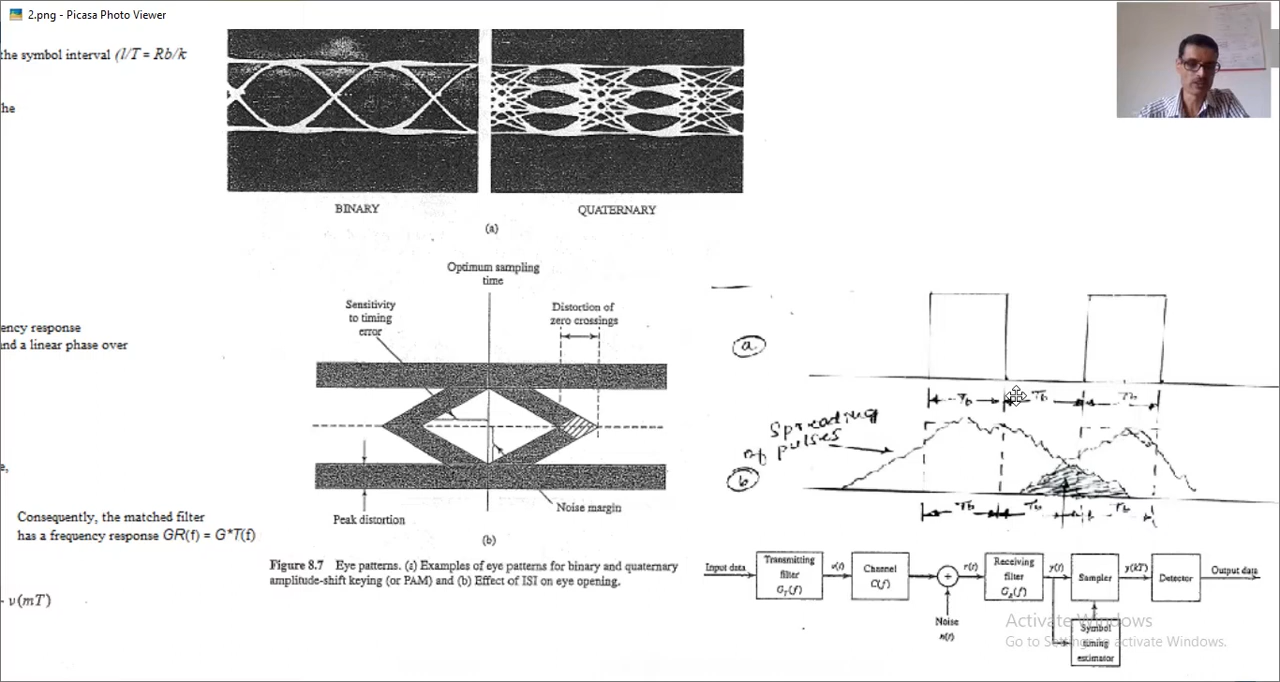 2.png - Picasa Photo Viewer
the symbol interval (l/T = Rb/k
he
ency response
nd a linear phase over
e,
Consequently, the matched filter
has a frequency response GR(f) = G*T(f)
- ν(mT)
BINARY
QUATERNARY
(a)
Optimum sampling
time
Sensitivity
to timing
error
Distortion of
zero crossings
Peak distortion
Noise margin
(b)
Figure 8.7 Eye patterns. (a) Examples of eye patterns for binary and quaternary
amplitude-shift keying (or PAM) and (b) Effect of ISI on eye opening.
a.
Tb Tb Tb
Spreading
of pulses
b
Tb Tb Tb
Input data
Transmitting
filter
G_T(f)
v(t)
Channel
C(f)
+
Noise
n(t)
r(t)
Receiving
filter
G_R(f)
y(t)
Sampler
y(kT)
Detector
Output data
Symbol
timing
estimator
Activate Windows
Go to Settings to activate Windows.